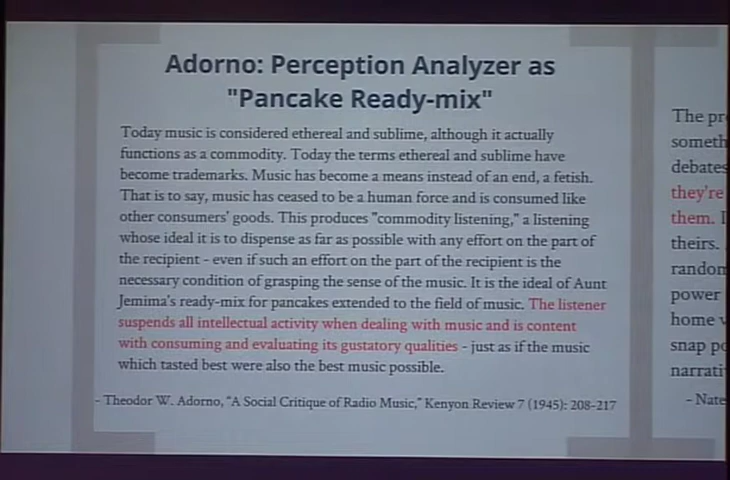 Adorno: Perception Analyzer as
"Pancake Ready-mix"
Today music is considered ethereal and sublime, although it actually
functions as a commodity. Today the terms ethereal and sublime have
become trademarks. Music has become a means instead of an end, a fetish.
That is to say, music has ceased to be a human force and is consumed like
other consumers' goods. This produces "commodity listening," a listening
whose ideal it is to dispense as far as possible with any effort on the part of
the recipient - even if such an effort on the part of the recipient is the
necessary condition of grasping the sense of the music. It is the ideal of Aunt
Jemima's ready-mix for pancakes extended to the field of music. The listener
suspends all intellectual activity when dealing with music and is content
with consuming and evaluating its gustatory qualities - just as if the music
which tasted best were also the best music possible.
- Theodor W. Adorno, "A Social Critique of Radio Music," Kenyon Review 7 (1945): 208-217
The
debates
they're
them.
theirs.
power
home
snap
- Nate